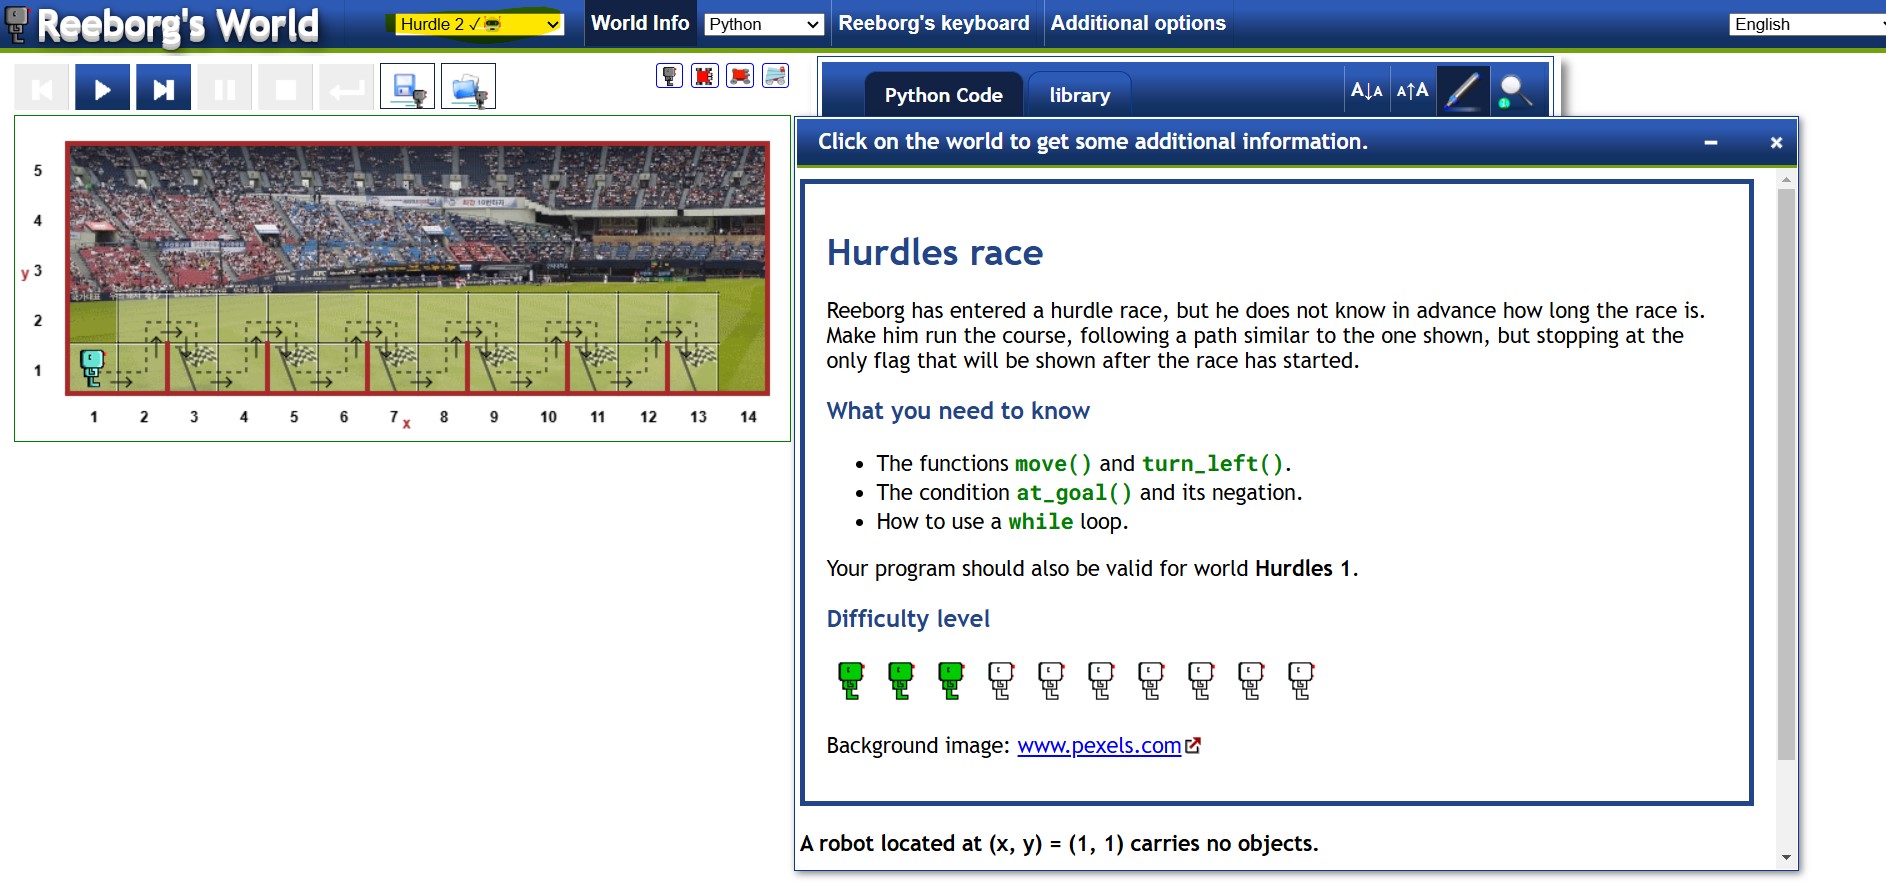 Reeborg's World
Hurdle 2 ✓
World Info
Python
Reeborg's keyboard
Additional options
English
Python Code
library
A↓A
A↑A
5
4
y 3
2
1
1 2 3 4 5 6 7 x 8 9 10 11 12 13 14
Click on the world to get some additional information.
Hurdles race
Reeborg has entered a hurdle race, but he does not know in advance how long the race is.
Make him run the course, following a path similar to the one shown, but stopping at the
only flag that will be shown after the race has started.
What you need to know
• The functions move() and turn_left().
• The condition at_goal() and its negation.
• How to use a while loop.
Your program should also be valid for world Hurdles 1.
Difficulty level
Background image: www.pexels.com
A robot located at (x, y) = (1, 1) carries no objects.